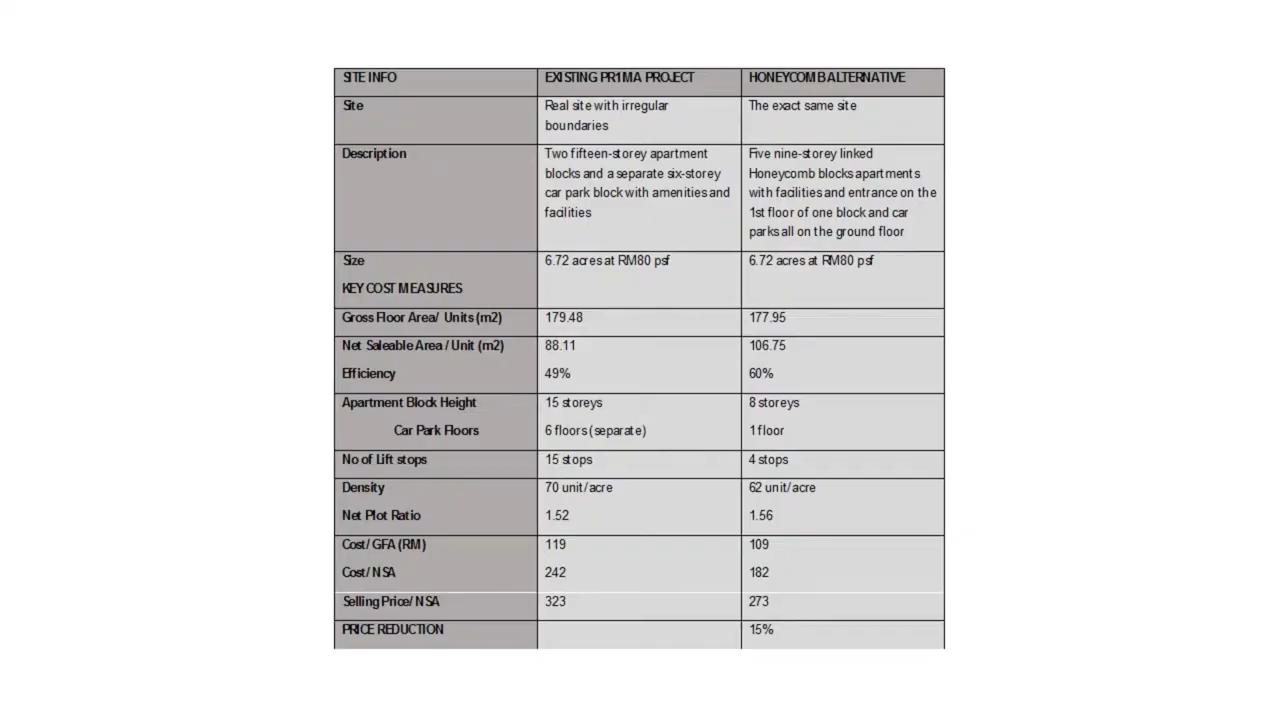 SITE INFO EXISTING PR1MA PROJECT HONEYCOMB ALTERNATIVE
Site Real site with irregular The exact same site
boundaries
Description Two fifteen-storey apartment Five nine-storey linked
blocks and a separate six-storey Honeycomb blocks apartments
car park block with amenities and with facilities and entrance on the
facilities 1st floor of one block and car
parks all on the ground floor
Size 6.72 acres at RM80 psf 6.72 acres at RM80 psf
KEY COST MEASURES
Gross Floor Area/ Units (m2) 179.48 177.95
Net Saleable Area / Unit (m2) 88.11 106.75
Efficiency 49% 60%
Apartment Block Height 15 storeys 8 storeys
Car Park Floors 6 floors (separate) 1 floor
No of Lift stops 15 stops 4 stops
Density 70 unit/acre 62 unit/acre
Net Plot Ratio 1.52 1.56
Cost/ GFA (RM) 119 109
Cost/ NSA 242 182
Selling Price/ NSA 323 273
PRICE REDUCTION 15%